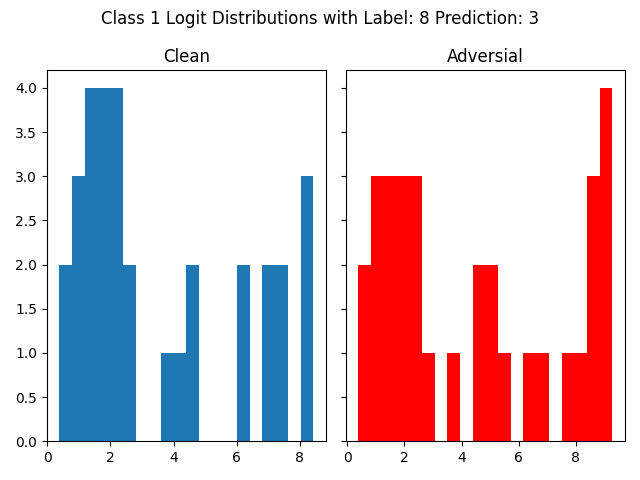 Class 1 Logit Distributions with Label: 8 Prediction: 3
Clean
Adversial
4.0
3.5
3.0
2.5
2.0
1.5
1.0
0.5
0.0
0 2 4 6 8
0 2 4 6 8